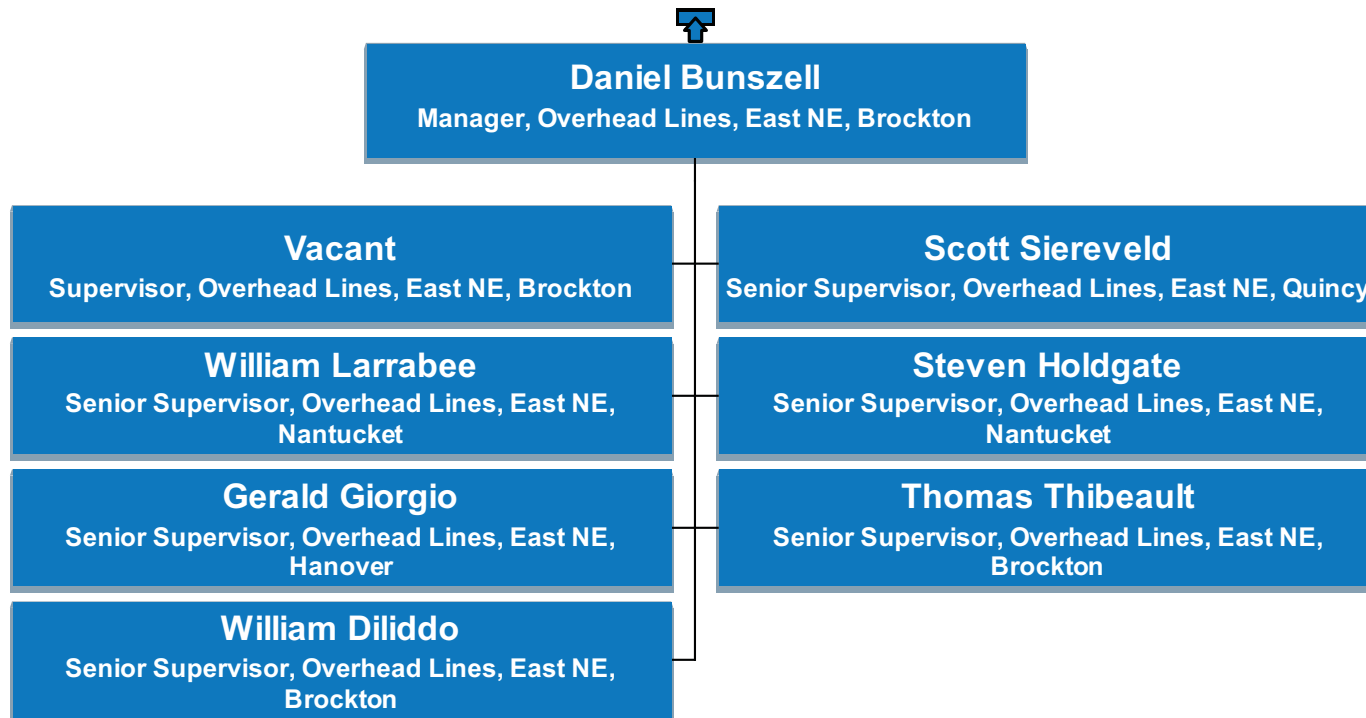 Daniel Bunszell
Manager, Overhead Lines, East NE, Brockton
Vacant
Supervisor, Overhead Lines, East NE, Brockton
Scott Siereveld
Senior Supervisor, Overhead Lines, East NE, Quincy
William Larrabee
Senior Supervisor, Overhead Lines, East NE,
Nantucket
Steven Holdgate
Senior Supervisor, Overhead Lines, East NE,
Nantucket
Gerald Giorgio
Senior Supervisor, Overhead Lines, East NE,
Hanover
Thomas Thibeault
Senior Supervisor, Overhead Lines, East NE,
Brockton
William Diliddo
Senior Supervisor, Overhead Lines, East NE,
Brockton